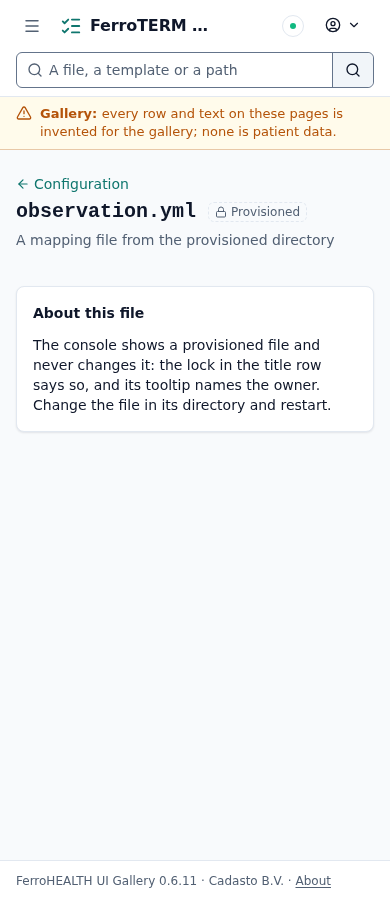 FerroTERM ...
A file, a template or a path
Gallery: every row and text on these pages is
invented for the gallery; none is patient data.
Configuration
observation.yml Provisioned
A mapping file from the provisioned directory
About this file
The console shows a provisioned file and
never changes it: the lock in the title row
says so, and its tooltip names the owner.
Change the file in its directory and restart.
FerroHEALTH UI Gallery 0.6.11 · Cadasto B.V. · About